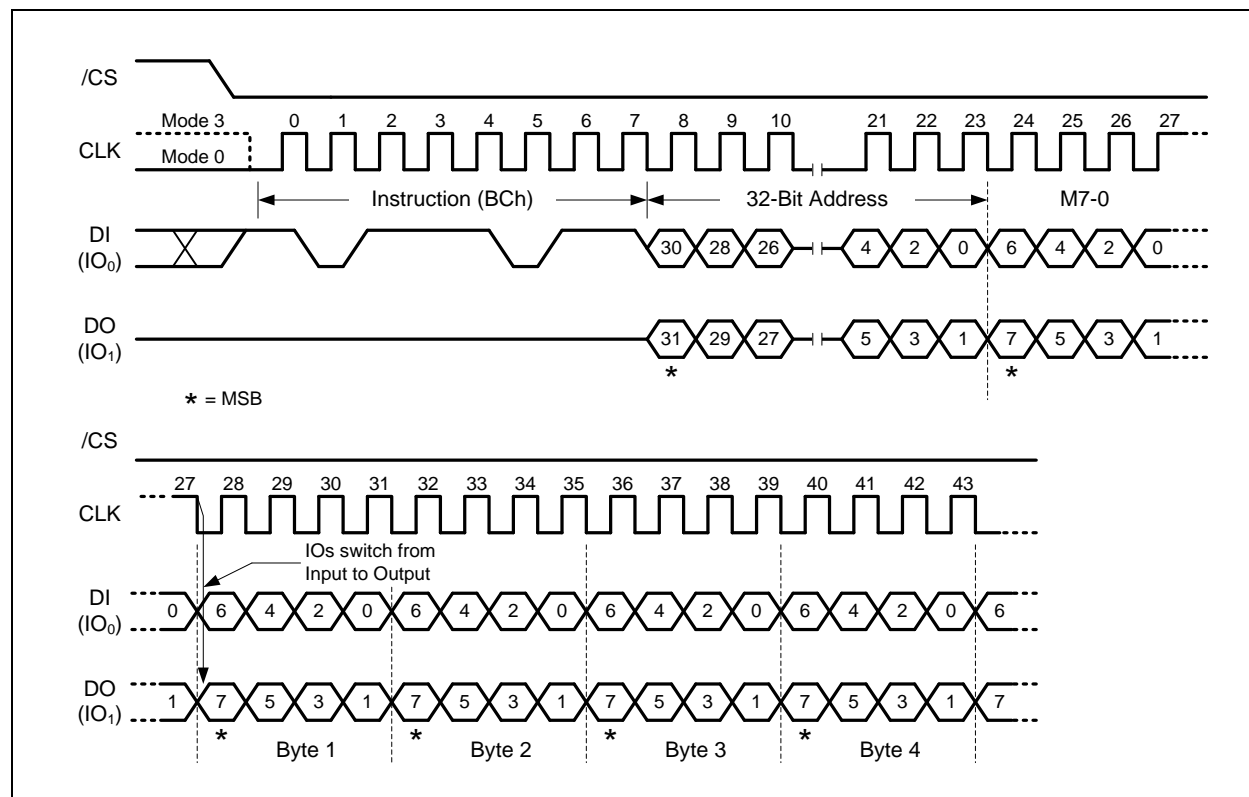 /CS
Mode 3 0 1 2 3 4 5 6 7 8 9 10 21 22 23 24 25 26 27
CLK Mode 0
Instruction (BCh) 32-Bit Address M7-0
DI
(IO₀) 30 28 26 4 2 0 6 4 2 0
DO
(IO₁) 31 29 27 5 3 1 7 5 3 1
* *
* = MSB
/CS
27 28 29 30 31 32 33 34 35 36 37 38 39 40 41 42 43
CLK
IOs switch from
Input to Output
DI
(IO₀) 0 6 4 2 0 6 4 2 0 6 4 2 0 6 4 2 0 6
DO
(IO₁) 1 7 5 3 1 7 5 3 1 7 5 3 1 7 5 3 1 7
* * * *
Byte 1 Byte 2 Byte 3 Byte 4